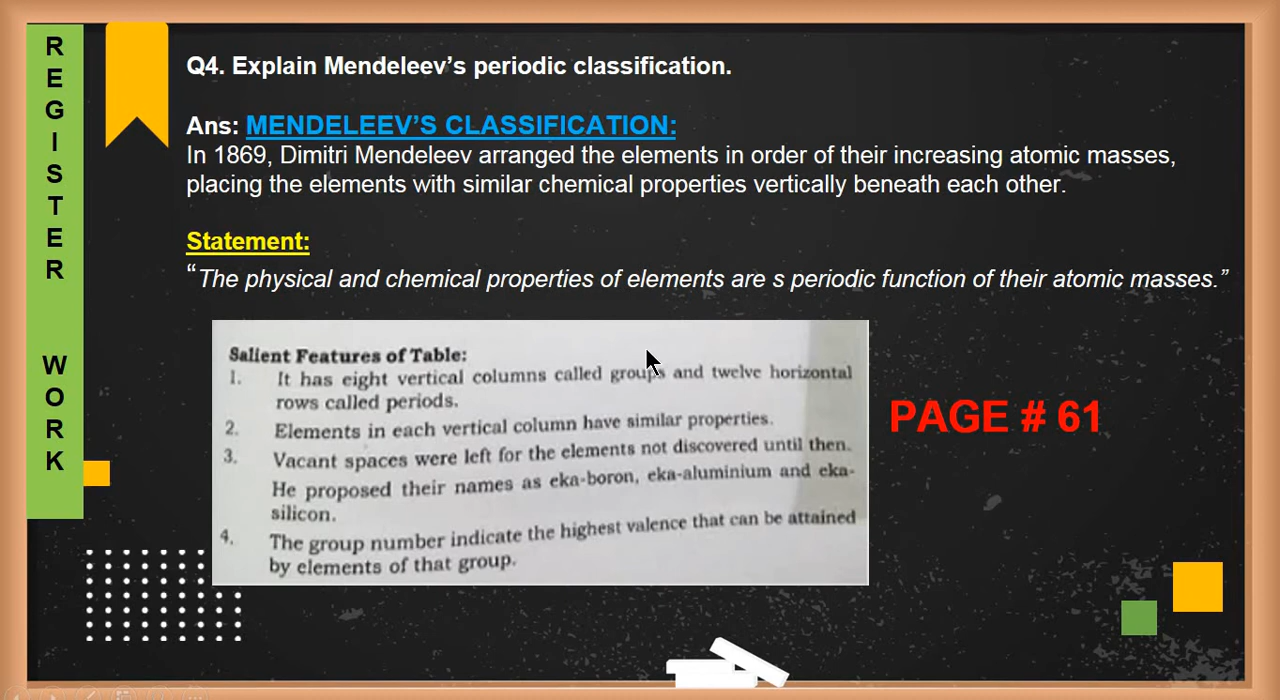 REGISTER WORK
Q4. Explain Mendeleev's periodic classification.
Ans: MENDELEEV'S CLASSIFICATION:
In 1869, Dimitri Mendeleev arranged the elements in order of their increasing atomic masses,
placing the elements with similar chemical properties vertically beneath each other.
Statement:
“The physical and chemical properties of elements are s periodic function of their atomic masses.”
Salient Features of Table:
1. It has eight vertical columns called groups and twelve horizontal
rows called periods.
2. Elements in each vertical column have similar properties.
3. Vacant spaces were left for the elements not discovered until then.
He proposed their names as eka-boron, eka-aluminium and eka-
silicon.
4. The group number indicate the highest valence that can be attained
by elements of that group.
PAGE # 61